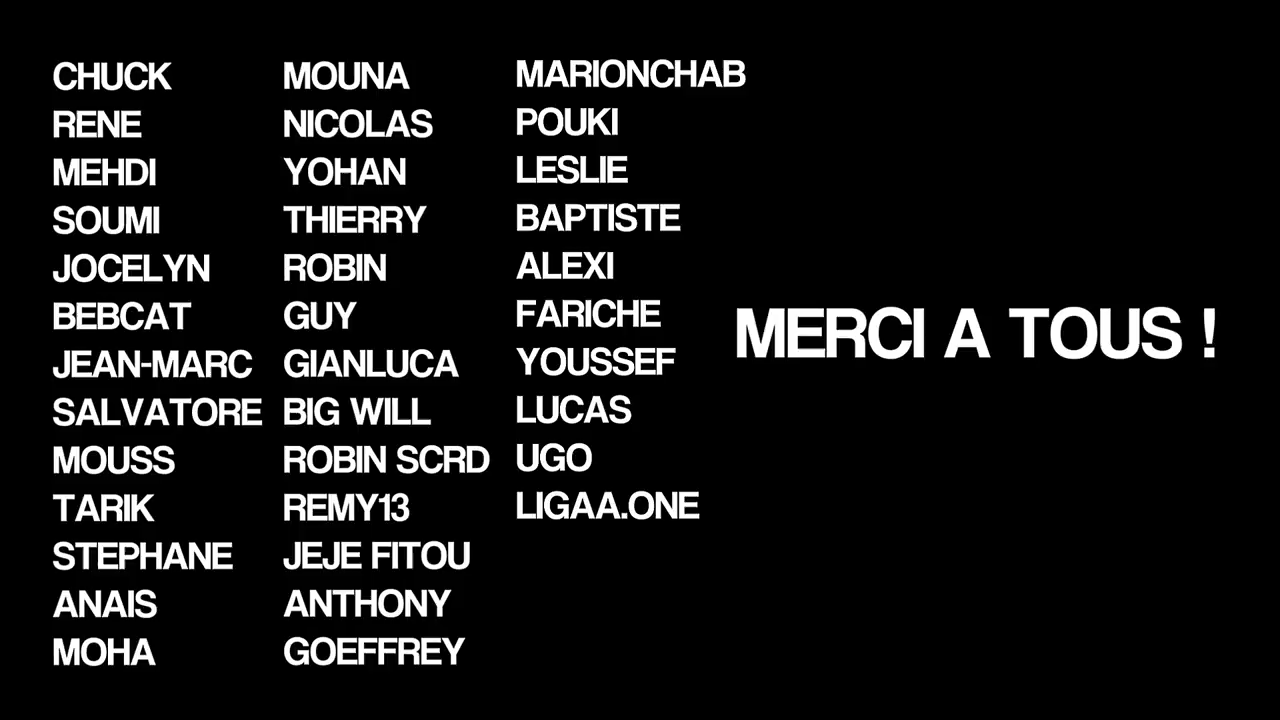 CHUCK
RENE
MEHDI
SOUMI
JOCELYN
BEBCAT
JEAN-MARC
SALVATORE
MOUSS
TARIK
STEPHANE
ANAIS
MOHA
MOUNA
NICOLAS
YOHAN
THIERRY
ROBIN
GUY
GIANLUCA
BIG WILL
ROBIN SCRD
REMY13
JEJE FITOU
ANTHONY
GOEFFREY
MARIONCHAB
POUKI
LESLIE
BAPTISTE
ALEXI
FARICHE
YOUSSEF
LUCAS
UGO
LIGAA.ONE
MERCI A TOUS !